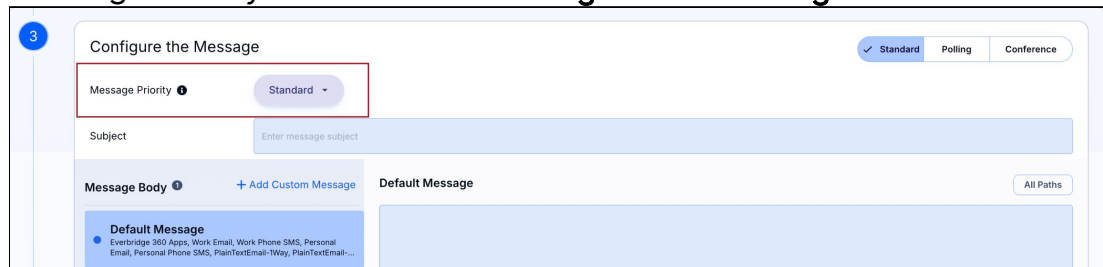 3
Configure the Message
✓ Standard Polling Conference
Message Priority
Standard
Subject
Enter message subject
Message Body 1
+ Add Custom Message
Default Message
All Paths
Default Message
Everbridge 360 Apps, Work Email, Work Phone SMS, Personal
Email, Personal Phone SMS, PlainTextEmail-1Way, PlainTextEmail-...